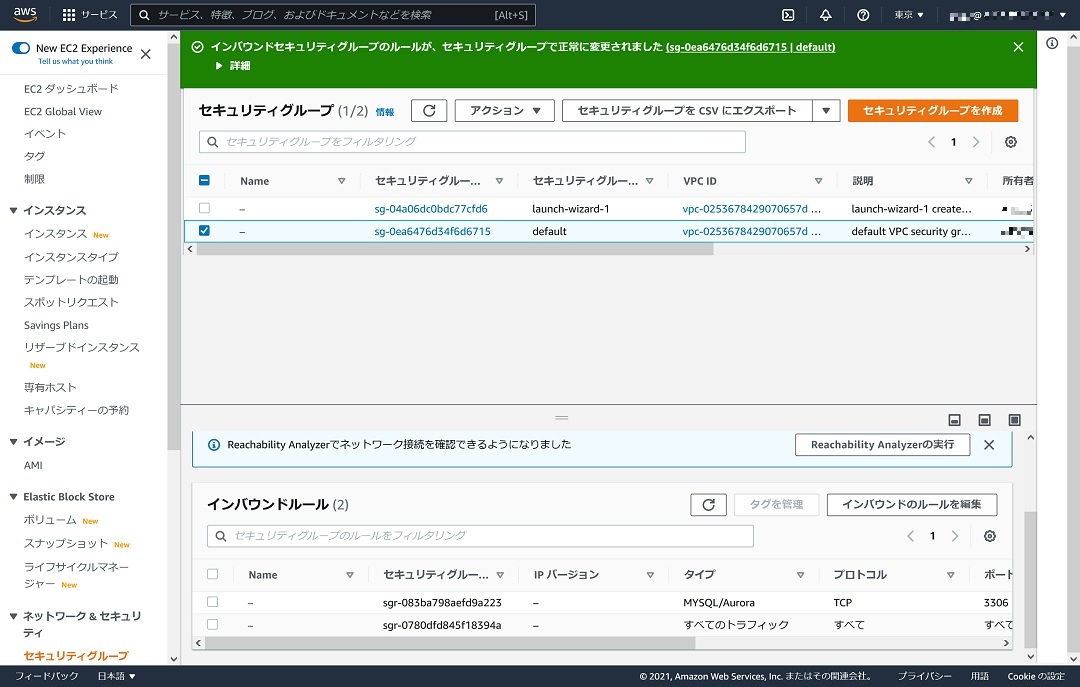 aws
サービス
サービス、特徴、ブログ、およびドキュメントなどを検索
[Alt+S]
東京 ▼
New EC2 Experience
Tell us what you think
EC2 ダッシュボード
EC2 Global View
イベント
タグ
制限
インスタンス
インスタンス New
インスタンスタイプ
テンプレートの起動
スポットリクエスト
Savings Plans
リザーブドインスタンス
New
専有ホスト
キャパシティーの予約
イメージ
AMI
Elastic Block Store
ボリューム New
スナップショット New
ライフサイクルマネー
ジャー New
ネットワーク & セキュリ
ティ
セキュリティグループ
インバウンドセキュリティグループのルールが、セキュリティグループで正常に変更されました (sg-0ea6476d34f6d6715 | default)
詳細
セキュリティグループ (1/2) 情報
アクション ▼
セキュリティグループを CSV にエクスポート
セキュリティグループを作成
セキュリティグループをフィルタリング
1
Name セキュリティグルー... セキュリティグルー... VPC ID 説明 所有者
– sg-04a06dc0bdc77cfd6 launch-wizard-1 vpc-0253678429070657d ... launch-wizard-1 create...
– sg-0ea6476d34f6d6715 default vpc-0253678429070657d ... default VPC security gr...
Reachability Analyzerでネットワーク接続を確認できるようになりました
Reachability Analyzerの実行
インバウンドルール (2)
タグを管理
インバウンドのルールを編集
セキュリティグループのルールをフィルタリング
1
Name セキュリティグルー... IP バージョン タイプ プロトコル ポート
– sgr-083ba798aefd9a223 – MYSQL/Aurora TCP 3306
– sgr-0780dfd845f18394a – すべてのトラフィック すべて すべて
フィードバック 日本語 ▼
© 2021, Amazon Web Services, Inc. またはその関連会社。 プライバシー 用語 Cookie の設定